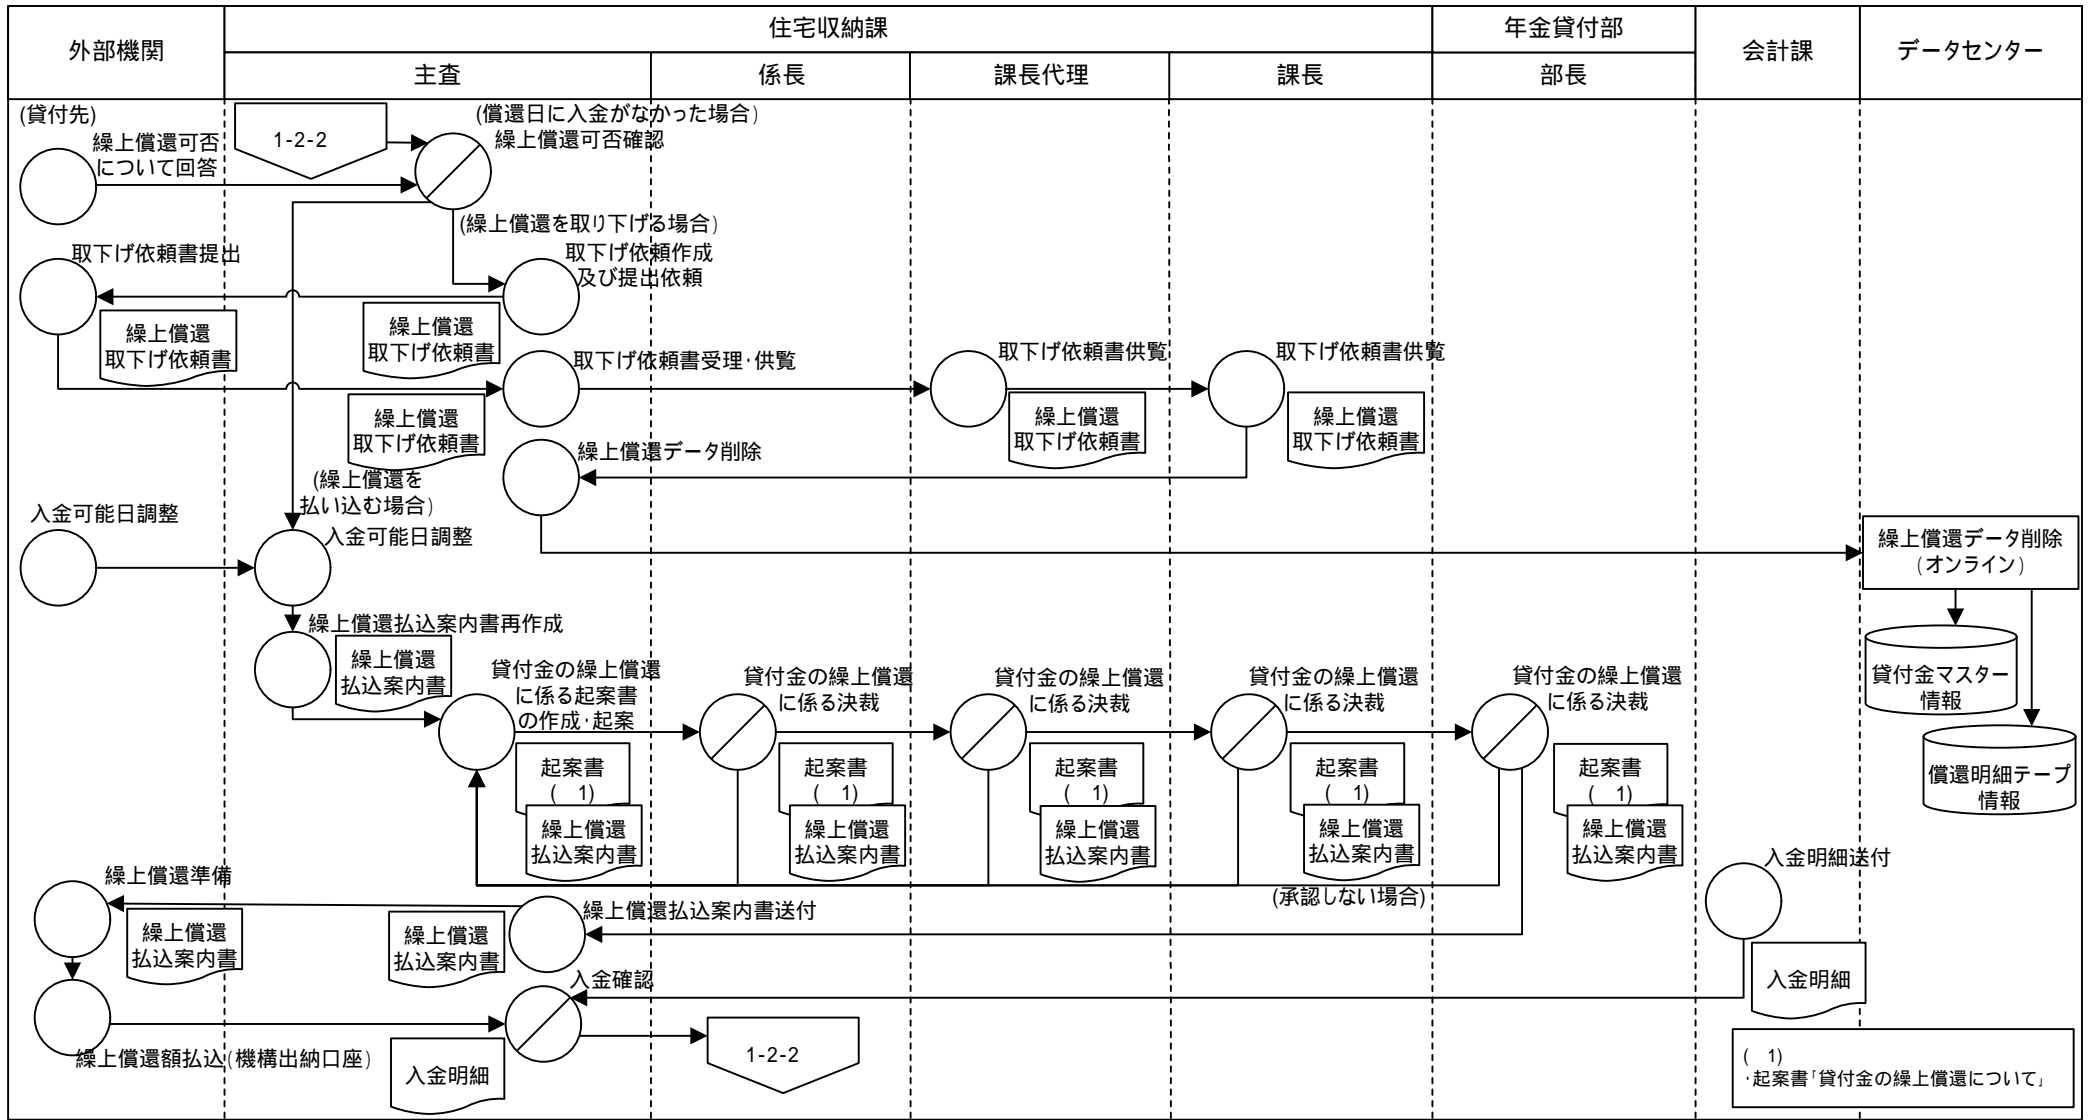 外部機関
住宅収納課
年金貸付部
会計課
データセンター
主査
係長
課長代理
課長
部長
(貸付先)
繰上償還可否
について回答
1-2-2
(償還日に入金がなかった場合)
繰上償還可否確認
(繰上償還を取り下げる場合)
取下げ依頼書提出
取下げ依頼作成
及び提出依頼
繰上償還
取下げ依頼書
繰上償還
取下げ依頼書
取下げ依頼書受理・供覧
取下げ依頼書供覧
取下げ依頼書供覧
繰上償還
取下げ依頼書
繰上償還
取下げ依頼書
繰上償還
取下げ依頼書
繰上償還データ削除
(繰上償還を
払い込む場合)
入金可能日調整
入金可能日調整
繰上償還データ削除
(オンライン)
繰上償還払込案内書再作成
繰上償還
払込案内書
貸付金マスター
情報
償還明細テープ
情報
貸付金の繰上償還
に係る起案書
の作成・起案
貸付金の繰上償還
に係る決裁
貸付金の繰上償還
に係る決裁
貸付金の繰上償還
に係る決裁
貸付金の繰上償還
に係る決裁
起案書
( 1)
繰上償還
払込案内書
起案書
( 1)
繰上償還
払込案内書
起案書
( 1)
繰上償還
払込案内書
起案書
( 1)
繰上償還
払込案内書
起案書
( 1)
繰上償還
払込案内書
(承認しない場合)
繰上償還準備
繰上償還
払込案内書
繰上償還
払込案内書
繰上償還払込案内書送付
入金明細送付
入金明細
入金確認
繰上償還額払込(機構出納口座)
入金明細
1-2-2
( 1)
・起案書「貸付金の繰上償還について」